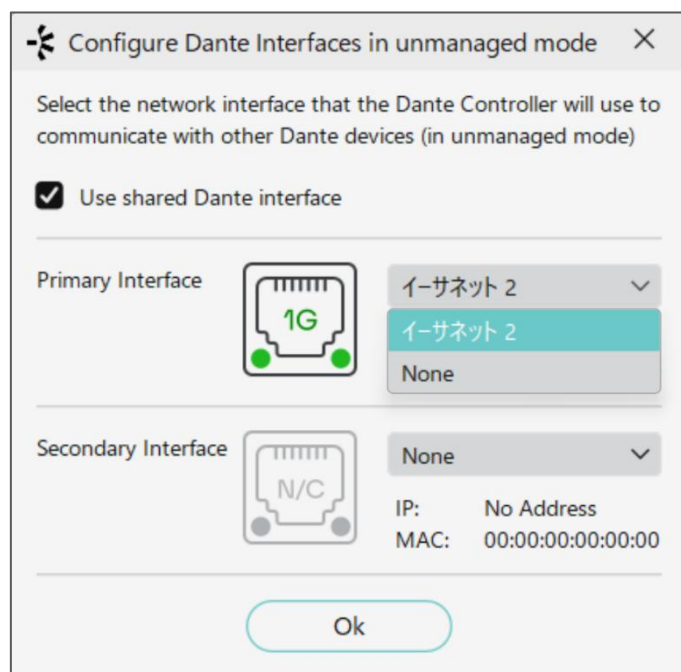 Configure Dante Interfaces in unmanaged mode
Select the network interface that the Dante Controller will use to
communicate with other Dante devices (in unmanaged mode)
Use shared Dante interface
Primary Interface
1G
イーサネット 2
イーサネット 2
None
Secondary Interface
N/C
None
IP: No Address
MAC: 00:00:00:00:00:00
Ok